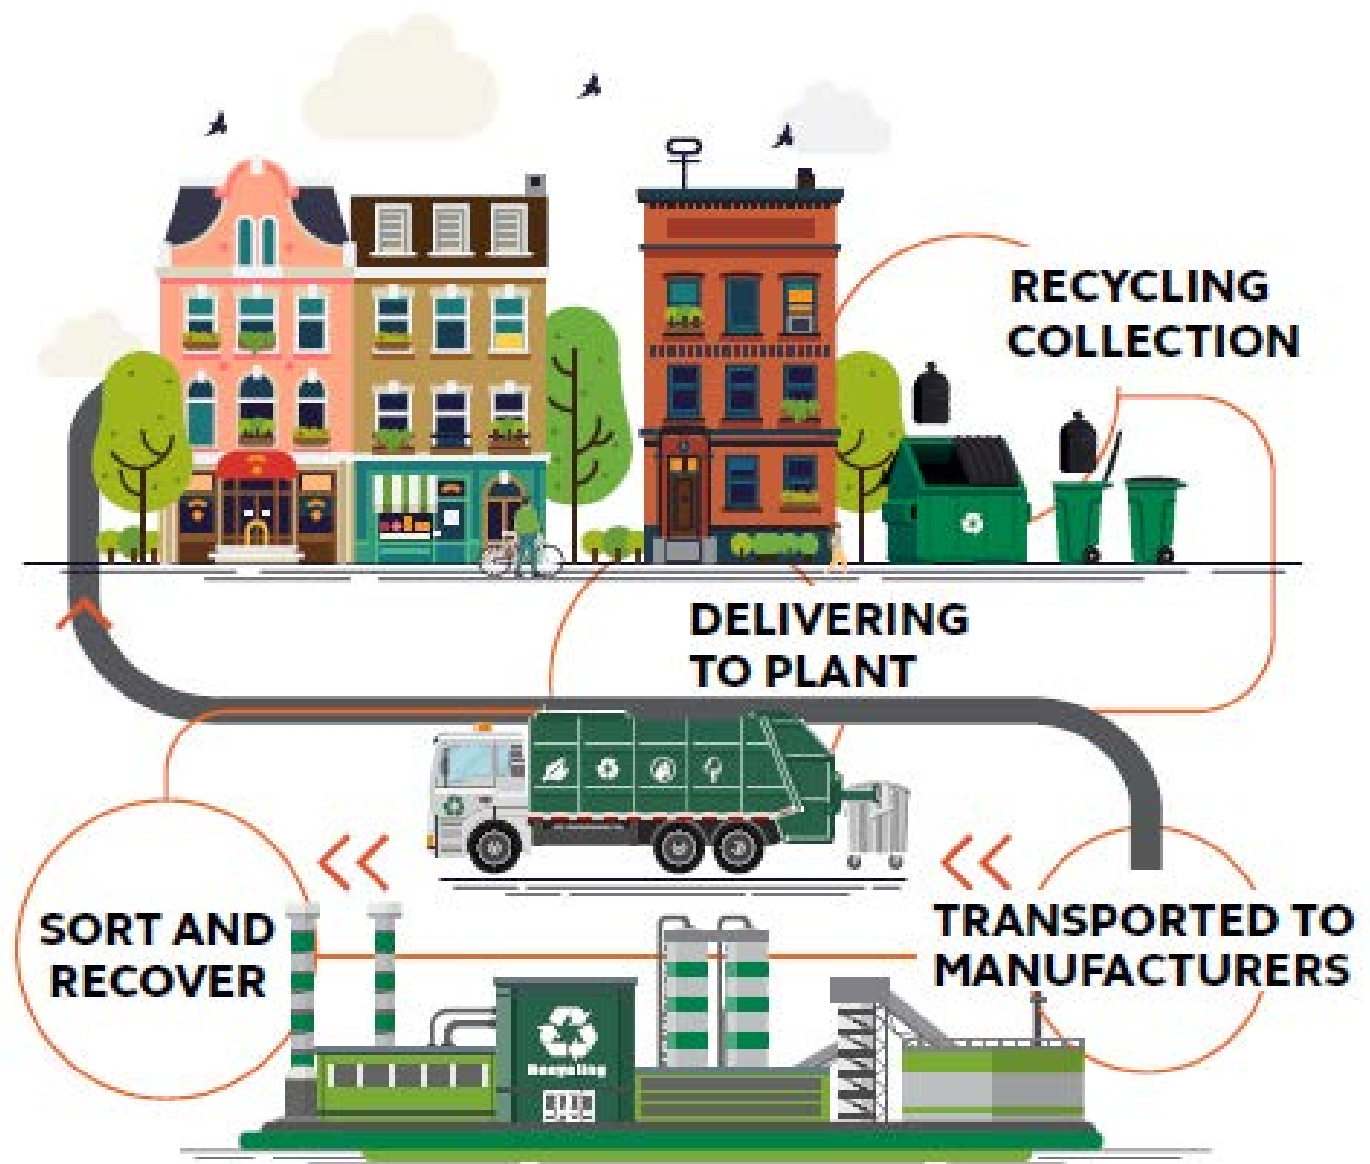 RECYCLING
COLLECTION
DELIVERING
TO PLANT
SORT AND
RECOVER
TRANSPORTED TO
MANUFACTURERS
Recycling